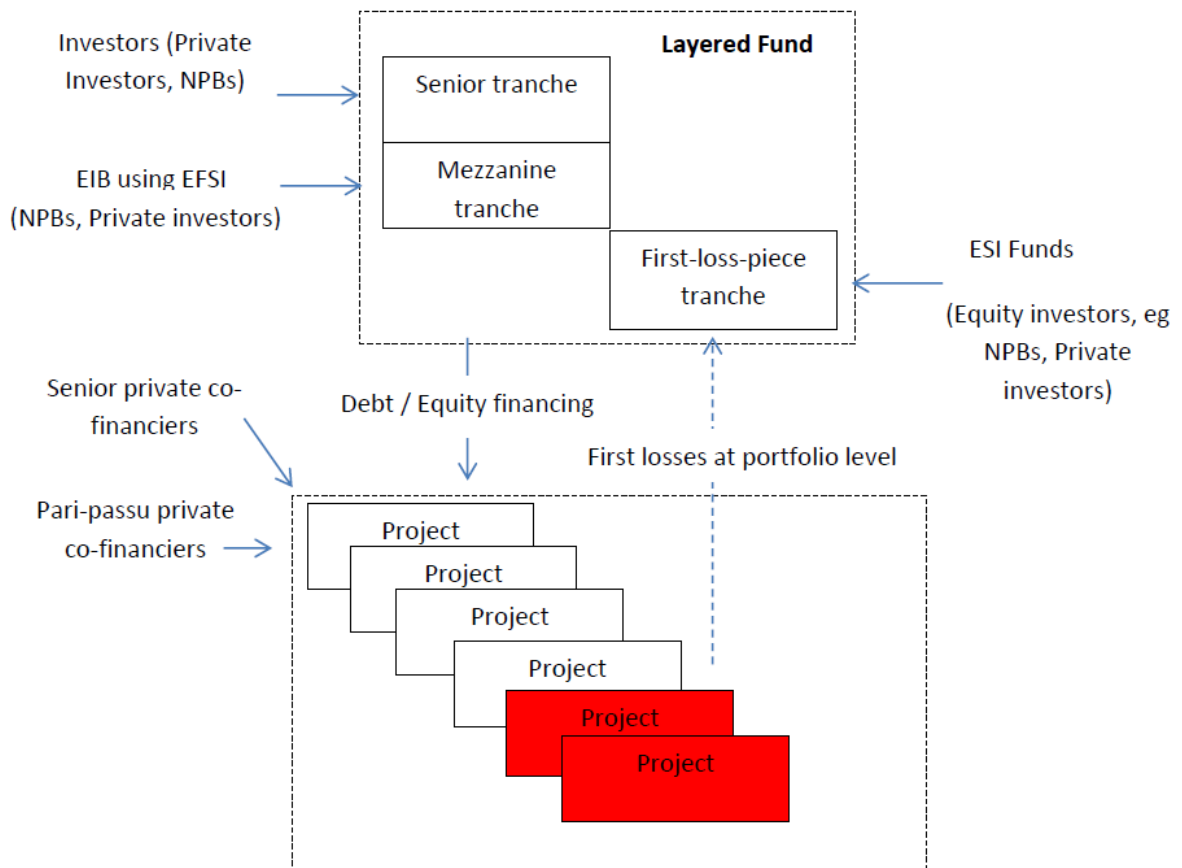 Layered Fund
Investors (Private
Investors, NPBs)
Senior tranche
EIB using EFSI
(NPBs, Private investors)
Mezzanine
tranche
First-loss-piece
tranche
ESI Funds
(Equity investors, eg
NPBs, Private
investors)
Senior private co-
financiers
Debt / Equity financing
First losses at portfolio level
Pari-passu private
co-financiers
Project
Project
Project
Project
Project
Project